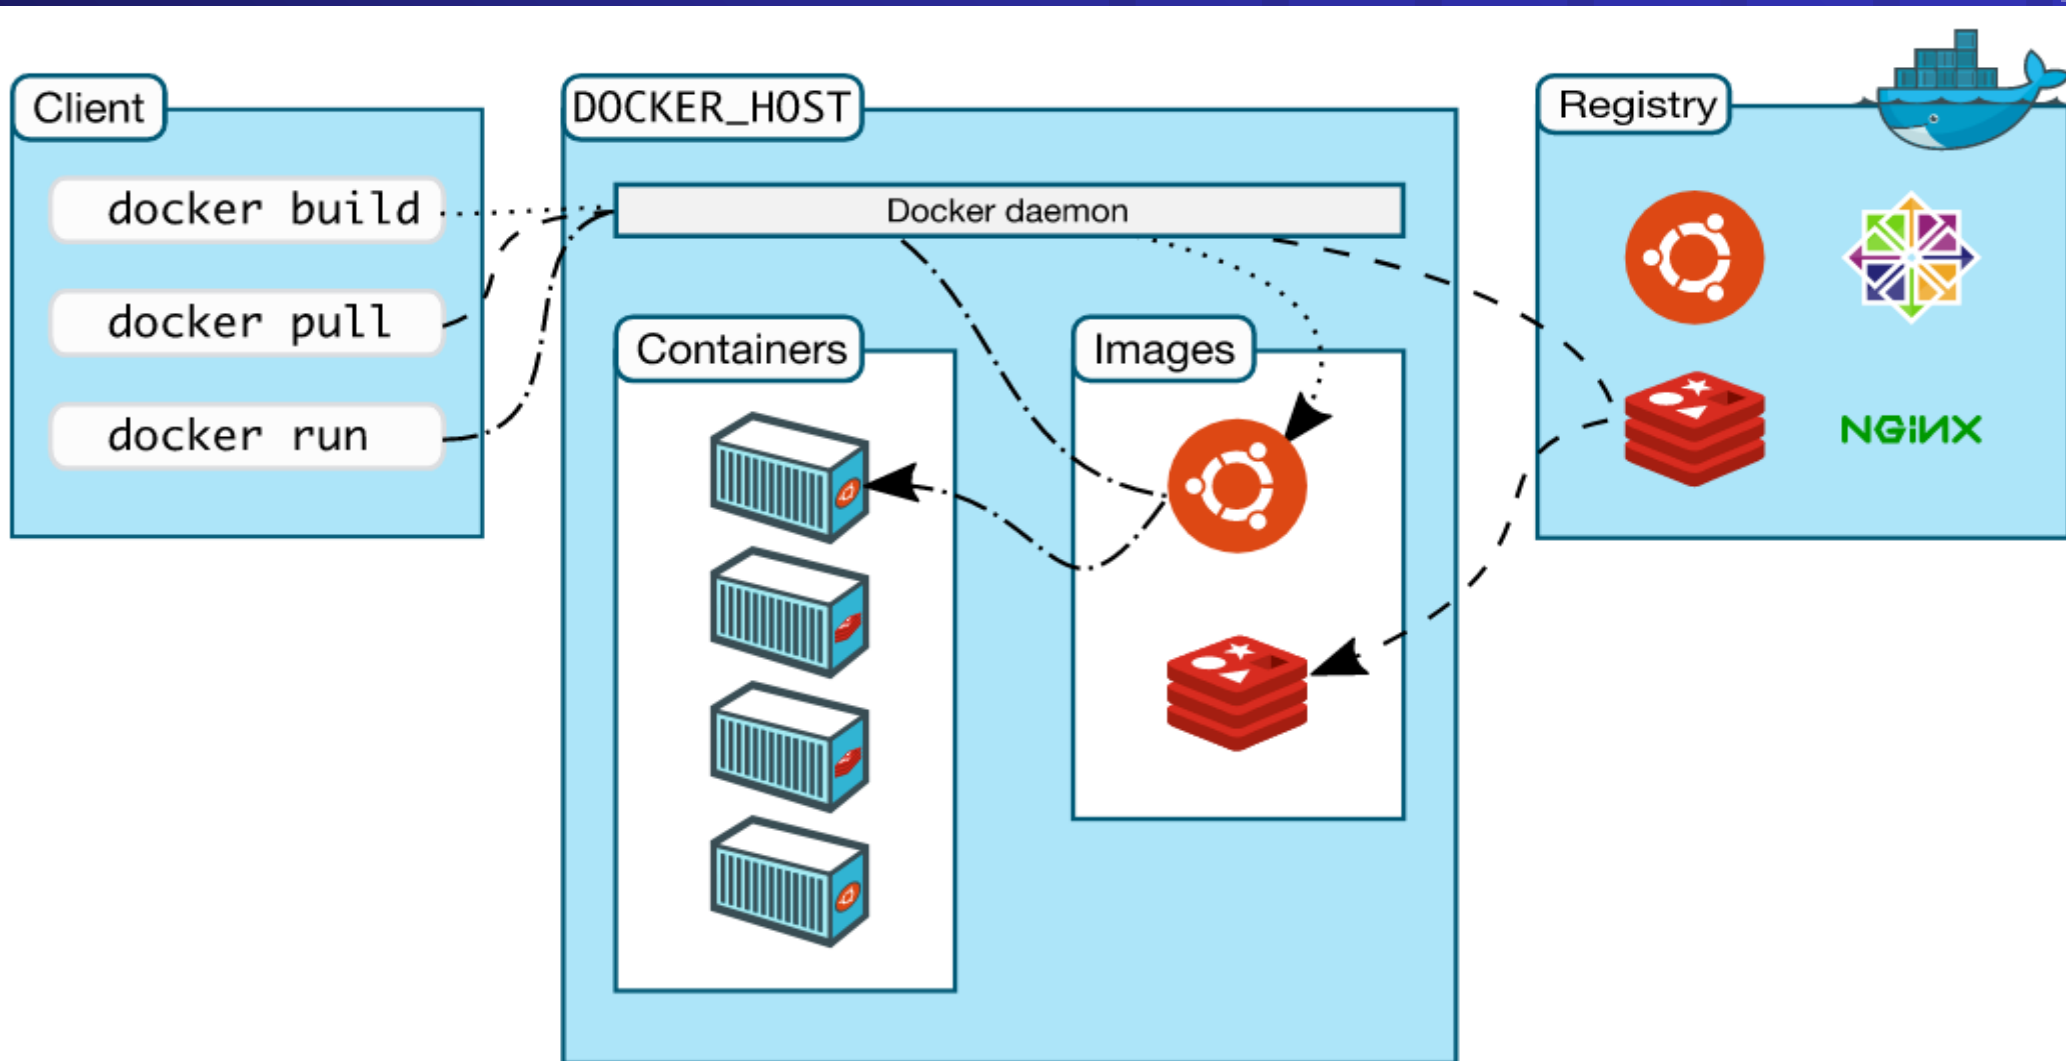 Client
docker build
docker pull
docker run
DOCKER_HOST
Docker daemon
Containers
Images
Registry
NGiNX